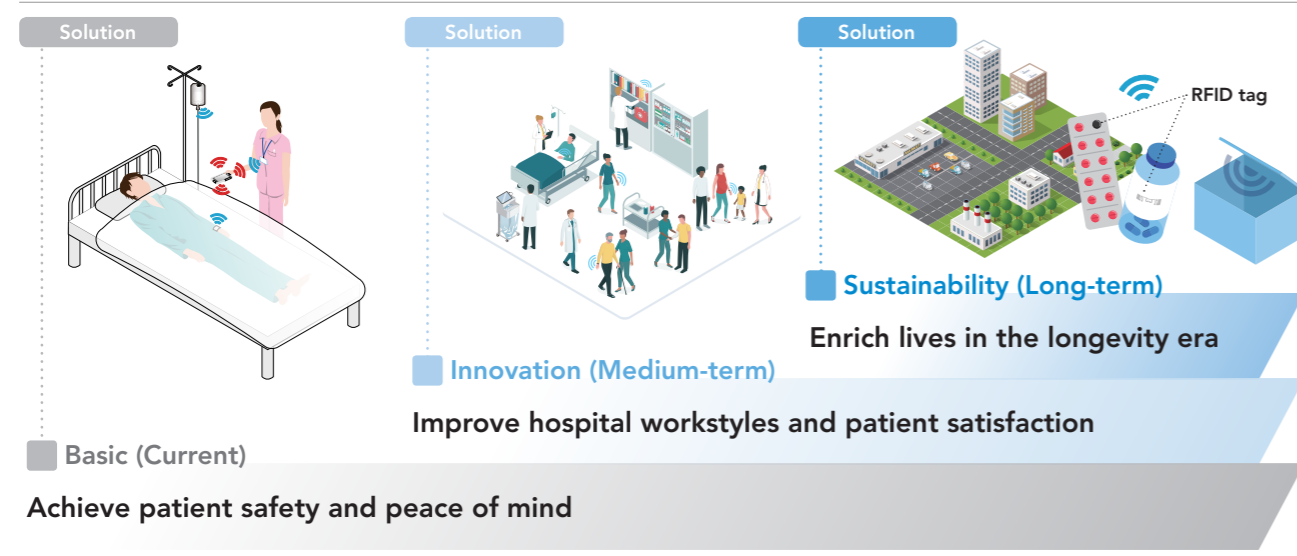 Solution
Solution
Solution
RFID tag
Sustainability (Long-term)
Enrich lives in the longevity era
Innovation (Medium-term)
Improve hospital workstyles and patient satisfaction
Basic (Current)
Achieve patient safety and peace of mind